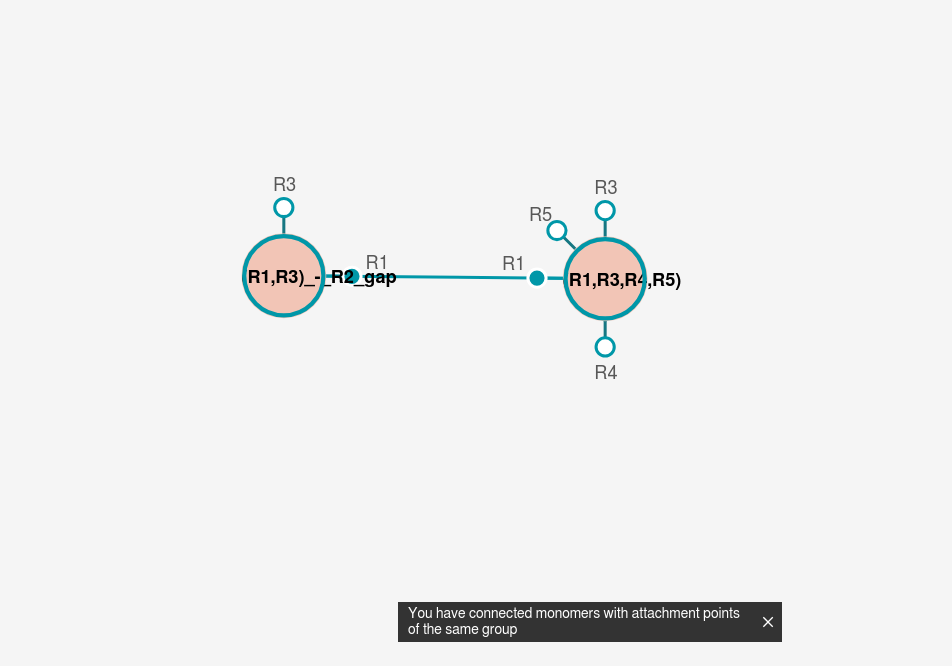 R3
R3
R5
R1
R1
R1,R3)_-_R2_gap
R1,R3,R4,R5)
R4
You have connected monomers with attachment points
of the same group